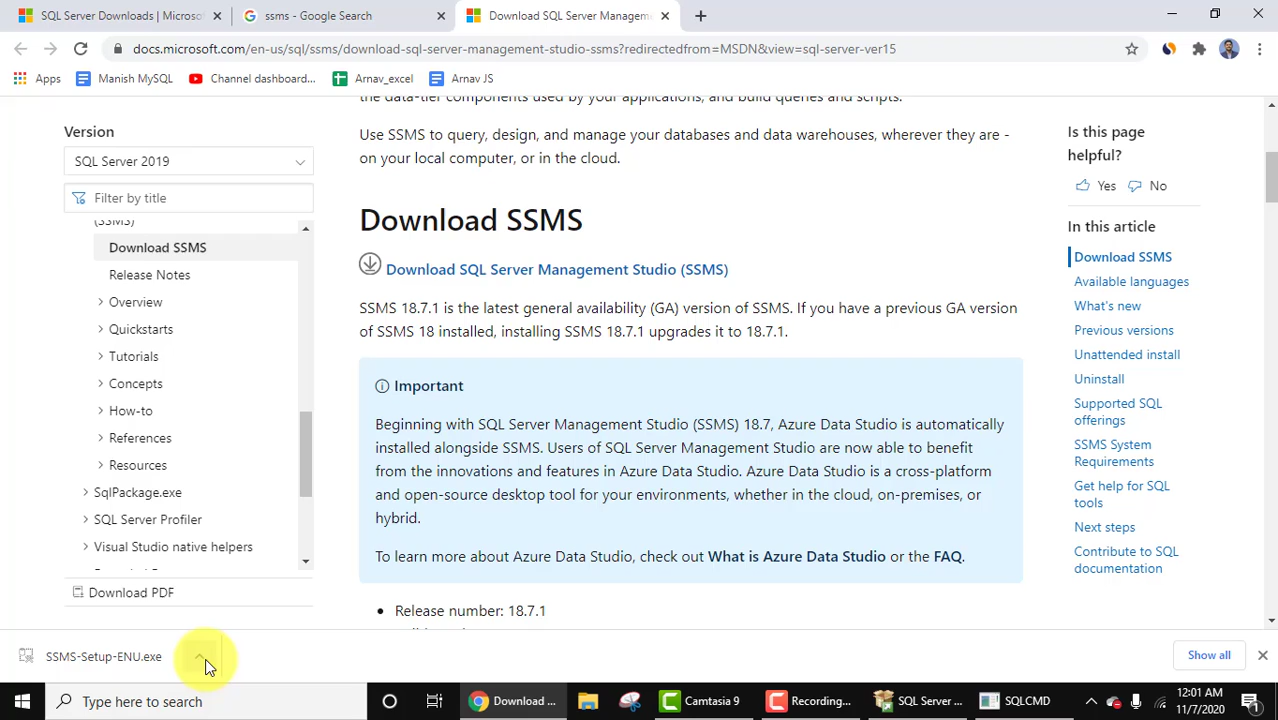 SQL Server Downloads | Microsof
ssms - Google Search
Download SQL Server Managem
docs.microsoft.com/en-us/sql/ssms/download-sql-server-management-studio-ssms?redirectedfrom=MSDN&view=sql-server-ver15
Apps
Manish MySQL
Channel dashboard...
Arnav_excel
Arnav JS
the data-tier components used by your applications, and build queries and scripts.
Use SSMS to query, design, and manage your databases and data warehouses, wherever they are -
on your local computer, or in the cloud.
Version
SQL Server 2019
Filter by title
(SSMS)
Download SSMS
Release Notes
Overview
Quickstarts
Tutorials
Concepts
How-to
References
Resources
SqlPackage.exe
SQL Server Profiler
Visual Studio native helpers
Download PDF
Download SSMS
Download SQL Server Management Studio (SSMS)
SSMS 18.7.1 is the latest general availability (GA) version of SSMS. If you have a previous GA version
of SSMS 18 installed, installing SSMS 18.7.1 upgrades it to 18.7.1.
Important
Beginning with SQL Server Management Studio (SSMS) 18.7, Azure Data Studio is automatically
installed alongside SSMS. Users of SQL Server Management Studio are now able to benefit
from the innovations and features in Azure Data Studio. Azure Data Studio is a cross-platform
and open-source desktop tool for your environments, whether in the cloud, on-premises, or
hybrid.
To learn more about Azure Data Studio, check out What is Azure Data Studio or the FAQ.
• Release number: 18.7.1
Is this page
helpful?
Yes
No
In this article
Download SSMS
Available languages
What's new
Previous versions
Unattended install
Uninstall
Supported SQL
offerings
SSMS System
Requirements
Get help for SQL
tools
Next steps
Contribute to SQL
documentation
SSMS-Setup-ENU.exe
Show all
Type here to search
Download ...
Camtasia 9
Recording...
SQL Server ...
SQLCMD
12:01 AM
11/7/2020
1